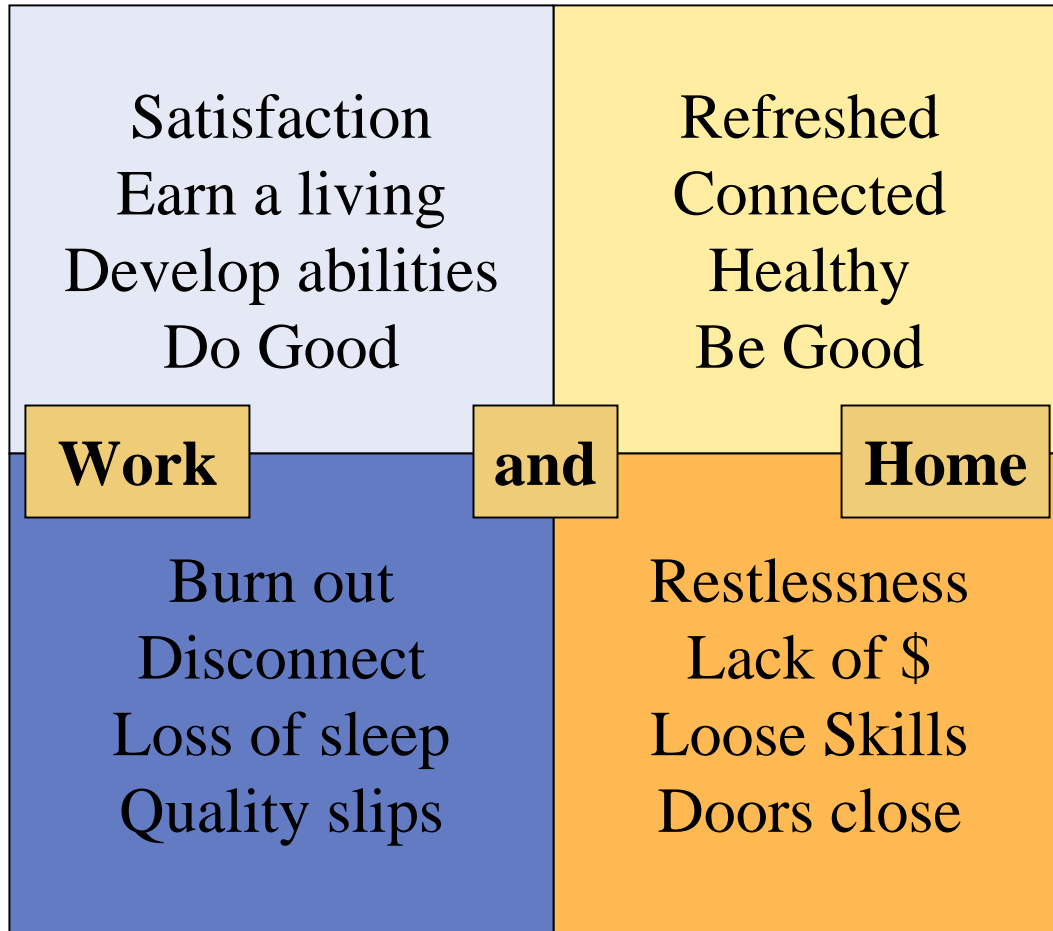 Satisfaction
Earn a living
Develop abilities
Do Good
Refreshed
Connected
Healthy
Be Good
Work and Home
Burn out
Disconnect
Loss of sleep
Quality slips
Restlessness
Lack of $
Loose Skills
Doors close